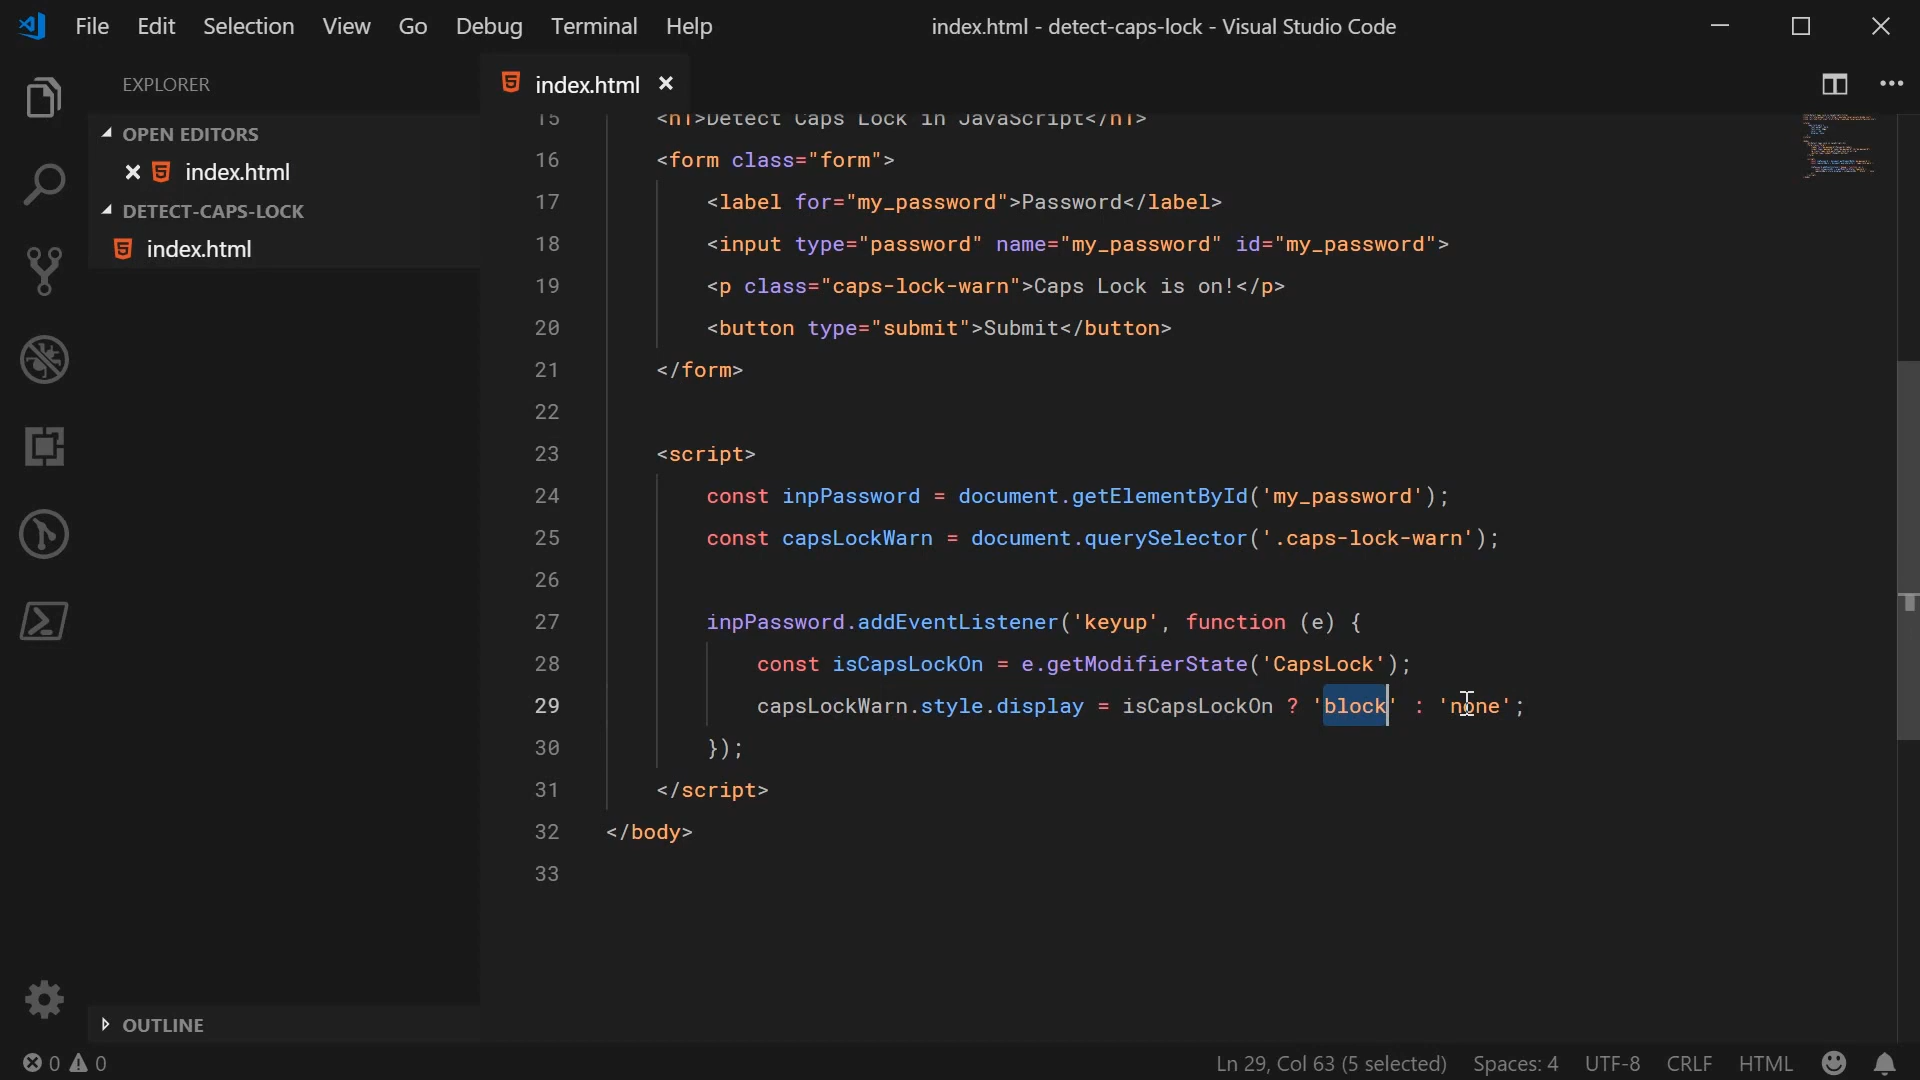 File Edit Selection View Go Debug Terminal Help
index.html - detect-caps-lock - Visual Studio Code
EXPLORER
OPEN EDITORS
index.html
DETECT-CAPS-LOCK
index.html
OUTLINE
index.html
15 <h1>Detect Caps Lock in JavaScript</h1>
16 <form class="form">
17 <label for="my_password">Password</label>
18 <input type="password" name="my_password" id="my_password">
19 <p class="caps-lock-warn">Caps Lock is on!</p>
20 <button type="submit">Submit</button>
21 </form>
22
23 <script>
24 const inpPassword = document.getElementById('my_password');
25 const capsLockWarn = document.querySelector('.caps-lock-warn');
26
27 inpPassword.addEventListener('keyup', function (e) {
28 const isCapsLockOn = e.getModifierState('CapsLock');
29 capsLockWarn.style.display = isCapsLockOn ? 'block' : 'none';
30 });
31 </script>
32 </body>
33
0 0
Ln 29, Col 63 (5 selected) Spaces: 4 UTF-8 CRLF HTML